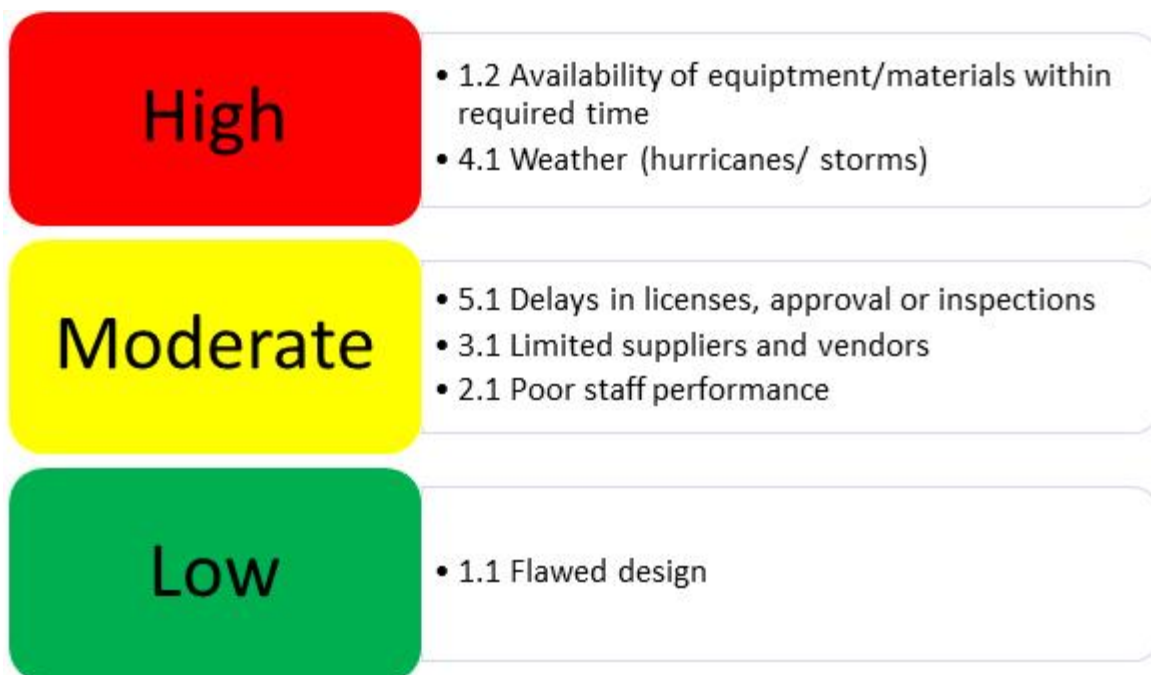 High
• 1.2 Availability of equiptment/materials within
required time
• 4.1 Weather (hurricanes/ storms)
Moderate
• 5.1 Delays in licenses, approval or inspections
• 3.1 Limited suppliers and vendors
• 2.1 Poor staff performance
Low
• 1.1 Flawed design